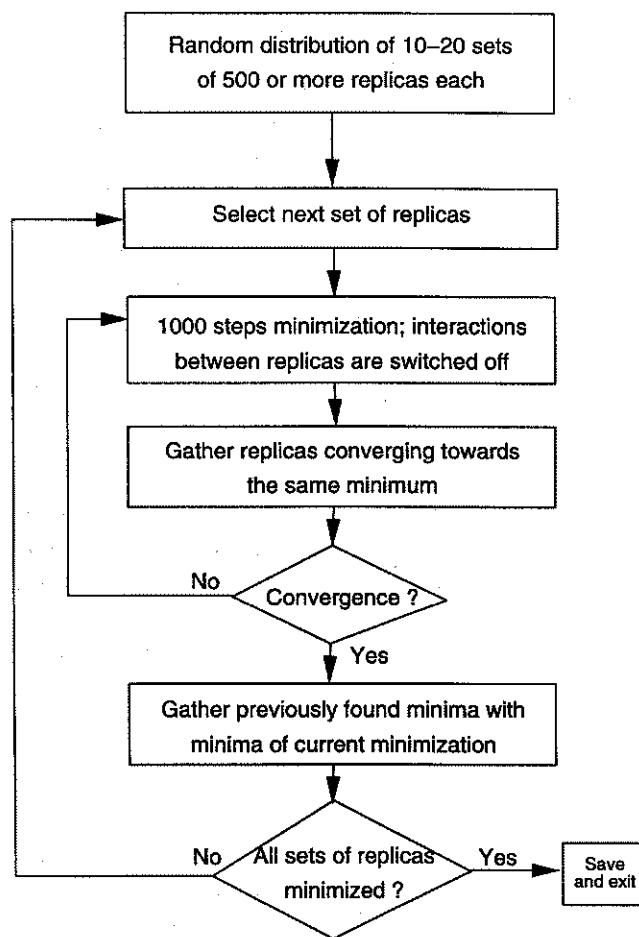 Random distribution of 10–20 sets
of 500 or more replicas each
Select next set of replicas
1000 steps minimization; interactions
between replicas are switched off
Gather replicas converging towards
the same minimum
No
Convergence ?
Yes
Gather previously found minima with
minima of current minimization
No
All sets of replicas
minimized ?
Yes
Save
and exit